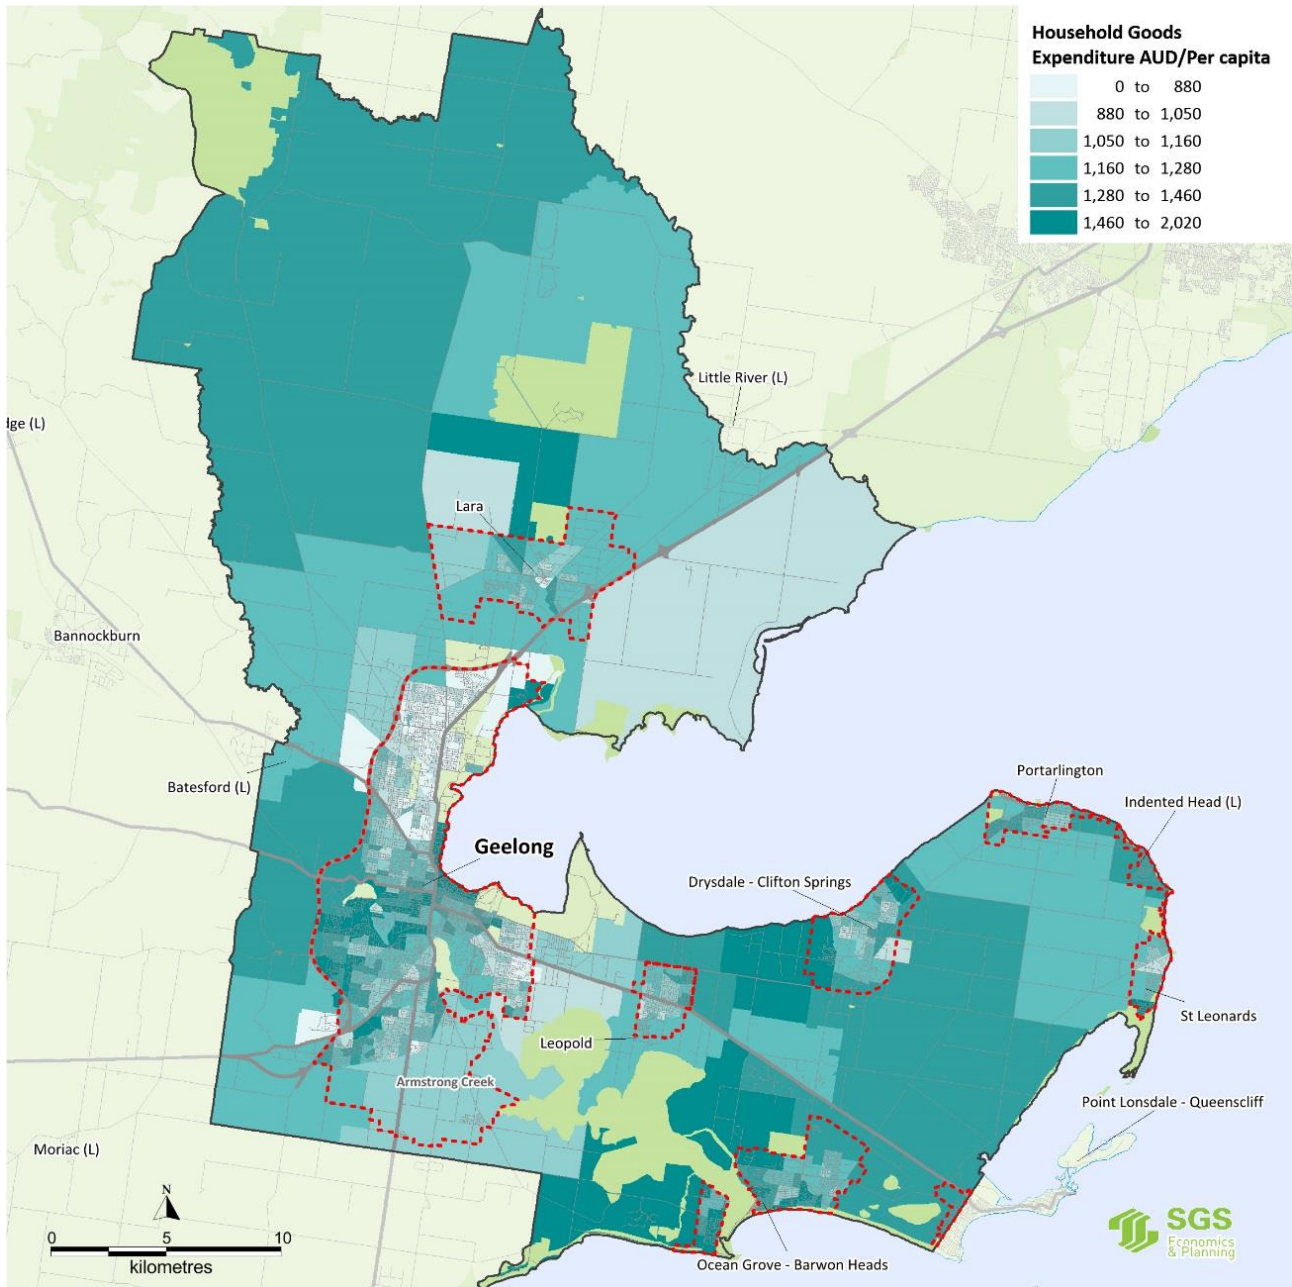 Household Goods
Expenditure AUD/Per capita
0 to 880
880 to 1,050
1,050 to 1,160
1,160 to 1,280
1,280 to 1,460
1,460 to 2,020
Little River (L)
dge (L)
Lara
Bannockburn
Batesford (L)
Portarlington
Indented Head (L)
Geelong
Drysdale - Clifton Springs
St Leonards
Leopold
Armstrong Creek
Point Lonsdale - Queenscliff
Moriac (L)
N
0 5 10
kilometres
SGS
Economics
& Planning
Ocean Grove - Barwon Heads